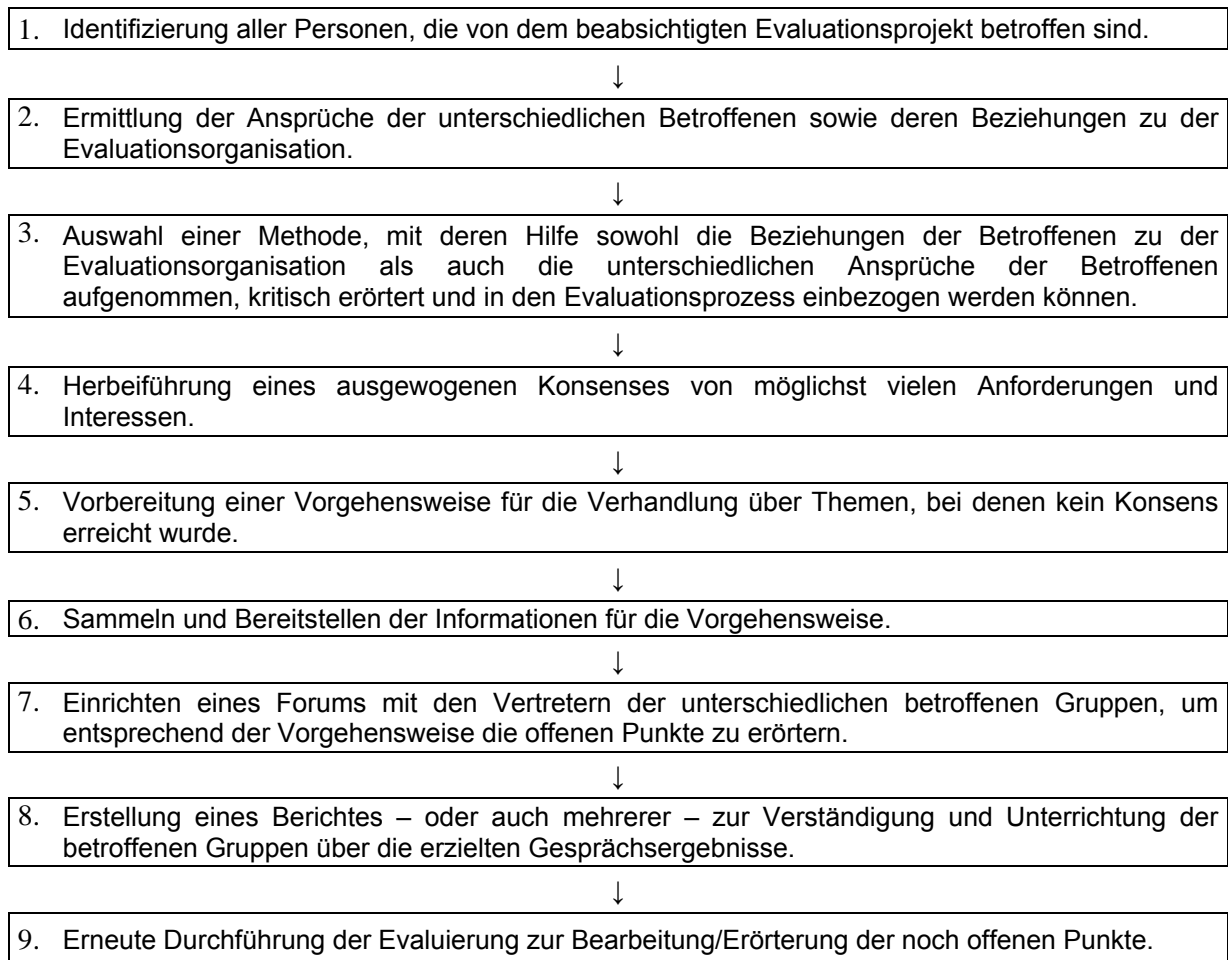 1. Identifizierung aller Personen, die von dem beabsichtigten Evaluationsprojekt betroffen sind.
↓
2. Ermittlung der Ansprüche der unterschiedlichen Betroffenen sowie deren Beziehungen zu der
Evaluationsorganisation.
↓
3. Auswahl einer Methode, mit deren Hilfe sowohl die Beziehungen der Betroffenen zu der
Evaluationsorganisation als auch die unterschiedlichen Ansprüche der Betroffenen
aufgenommen, kritisch erörtert und in den Evaluationsprozess einbezogen werden können.
↓
4. Herbeiführung eines ausgewogenen Konsenses von möglichst vielen Anforderungen und
Interessen.
↓
5. Vorbereitung einer Vorgehensweise für die Verhandlung über Themen, bei denen kein Konsens
erreicht wurde.
↓
6. Sammeln und Bereitstellen der Informationen für die Vorgehensweise.
↓
7. Einrichten eines Forums mit den Vertretern der unterschiedlichen betroffenen Gruppen, um
entsprechend der Vorgehensweise die offenen Punkte zu erörtern.
↓
8. Erstellung eines Berichtes – oder auch mehrerer – zur Verständigung und Unterrichtung der
betroffenen Gruppen über die erzielten Gesprächsergebnisse.
↓
9. Erneute Durchführung der Evaluierung zur Bearbeitung/Erörterung der noch offenen Punkte.